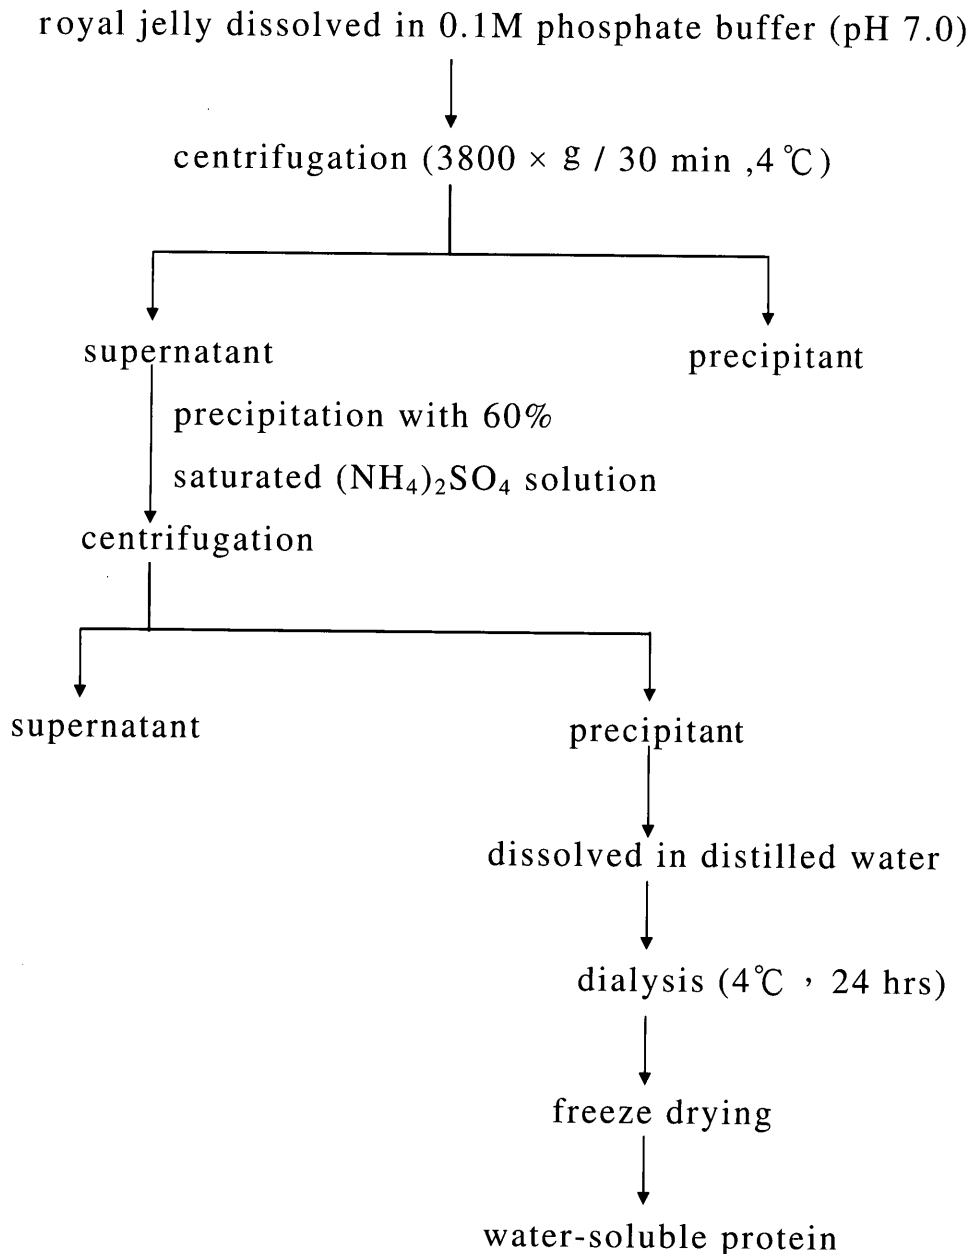 royal jelly dissolved in 0.1M phosphate buffer (pH 7.0)
centrifugation (3800 × g / 30 min ,4℃)
supernatant
precipitant
precipitation with 60%
saturated (NH₄)₂SO₄ solution
centrifugation
supernatant
precipitant
dissolved in distilled water
dialysis (4℃，24 hrs)
freeze drying
water-soluble protein